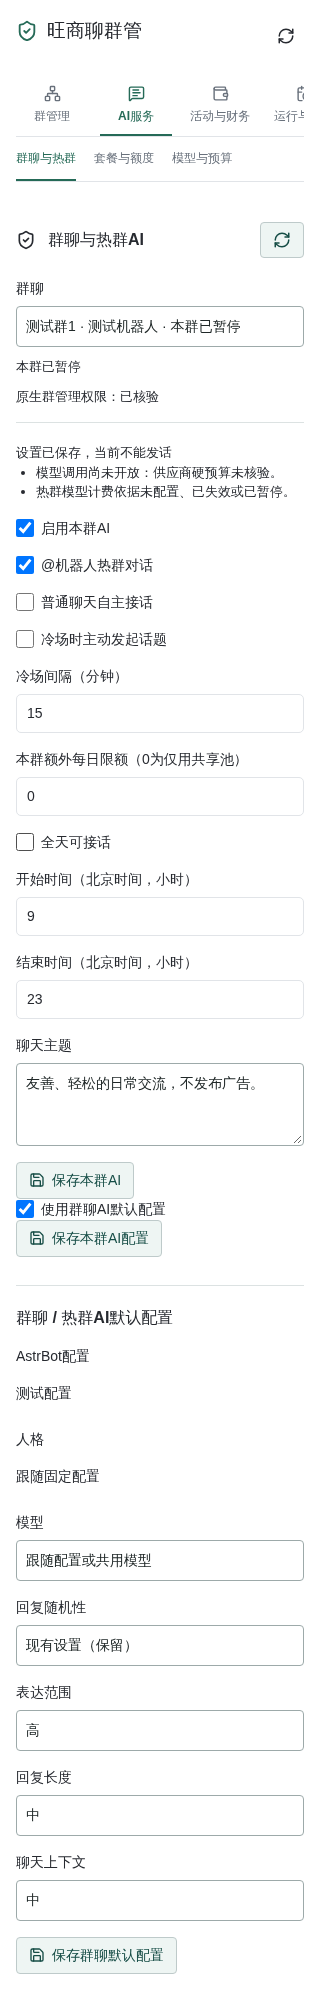 旺商聊群管
群管理
AI服务
活动与财务
运行与
群聊与热群
套餐与额度
模型与预算
群聊与热群AI
群聊
测试群1 · 测试机器人 · 本群已暂停
本群已暂停
原生群管理权限：已核验
设置已保存，当前不能发话
• 模型调用尚未开放：供应商硬预算未核验。
• 热群模型计费依据未配置、已失效或已暂停。
启用本群AI
@机器人热群对话
普通聊天自主接话
冷场时主动发起话题
冷场间隔（分钟）
15
本群额外每日限额（0为仅用共享池）
0
全天可接话
开始时间（北京时间，小时）
9
结束时间（北京时间，小时）
23
聊天主题
友善、轻松的日常交流，不发布广告。
保存本群AI
使用群聊AI默认配置
保存本群AI配置
群聊 / 热群AI默认配置
AstrBot配置
测试配置
人格
跟随固定配置
模型
跟随配置或共用模型
回复随机性
现有设置（保留）
表达范围
高
回复长度
中
聊天上下文
中
保存群聊默认配置